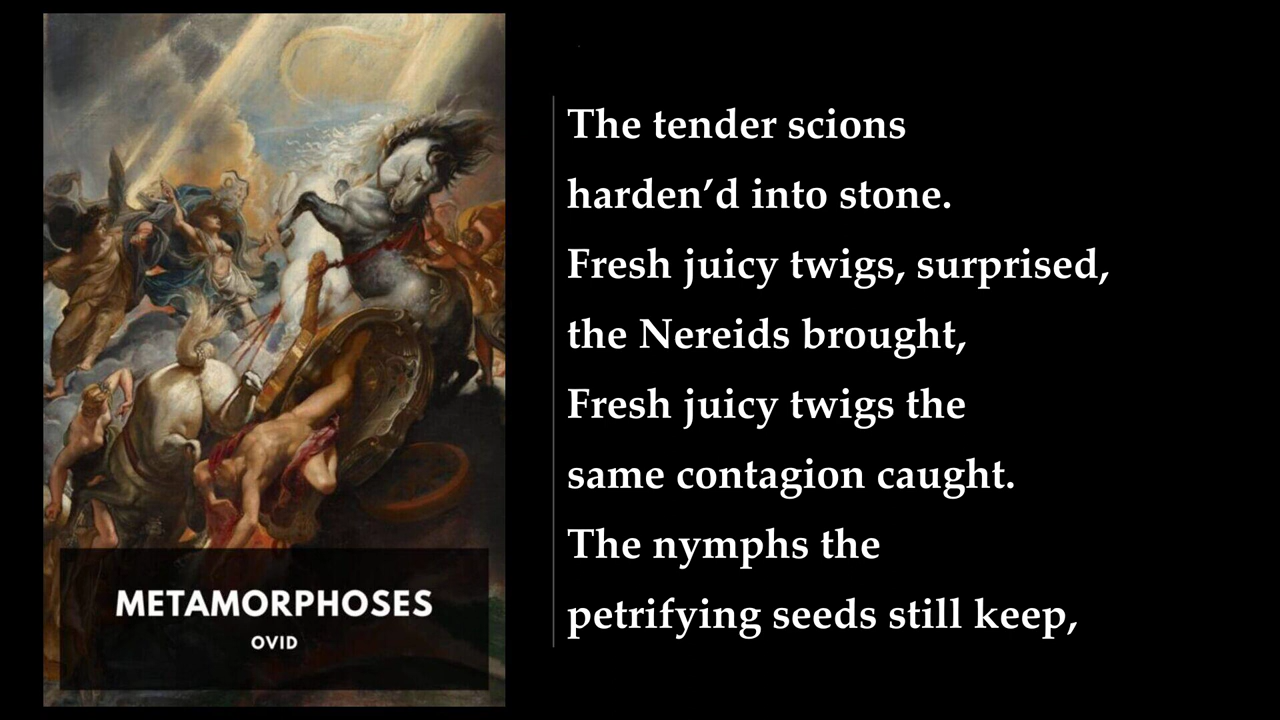 METAMORPHOSES
OVID
The tender scions
harden’d into stone.
Fresh juicy twigs, surprised,
the Nereids brought,
Fresh juicy twigs the
same contagion caught.
The nymphs the
petrifying seeds still keep,